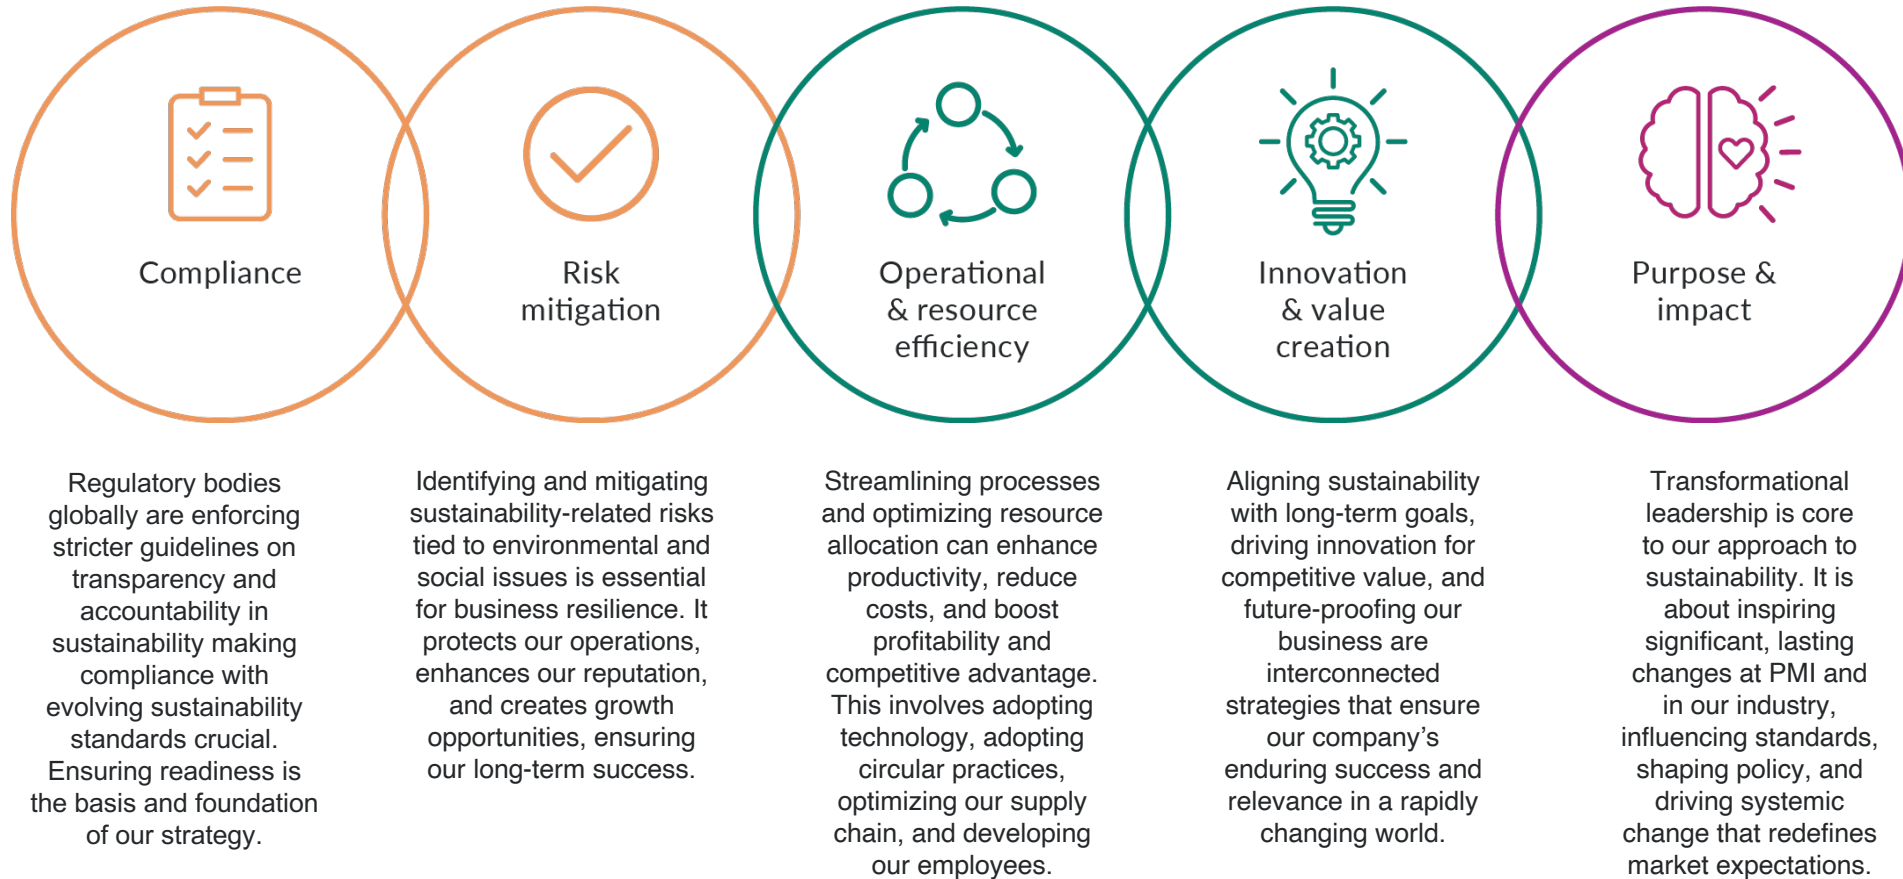 Compliance
Risk
mitigation
Operational
& resource
efficiency
Innovation
& value
creation
Purpose &
impact
Regulatory bodies
globally are enforcing
stricter guidelines on
transparency and
accountability in
sustainability making
compliance with
evolving sustainability
standards crucial.
Ensuring readiness is
the basis and foundation
of our strategy.
Identifying and mitigating
sustainability-related risks
tied to environmental and
social issues is essential
for business resilience. It
protects our operations,
enhances our reputation,
and creates growth
opportunities, ensuring
our long-term success.
Streamlining processes
and optimizing resource
allocation can enhance
productivity, reduce
costs, and boost
profitability and
competitive advantage.
This involves adopting
technology, adopting
circular practices,
optimizing our supply
chain, and developing
our employees.
Aligning sustainability
with long-term goals,
driving innovation for
competitive value, and
future-proofing our
business are
interconnected
strategies that ensure
our company’s
enduring success and
relevance in a rapidly
changing world.
Transformational
leadership is core
to our approach to
sustainability. It is
about inspiring
significant, lasting
changes at PMI and
in our industry,
influencing standards,
shaping policy, and
driving systemic
change that redefines
market expectations.